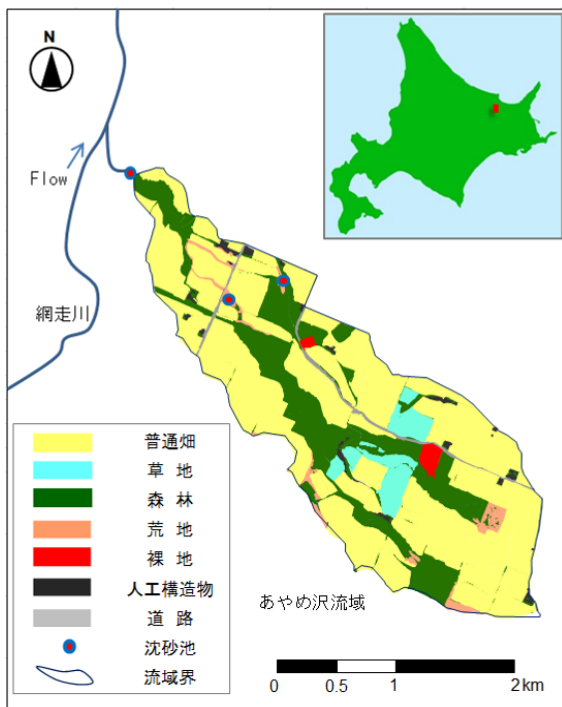 N
Flow
網走川
普通畑
草地
森林
荒地
裸地
人工構造物
道路
沈砂池
流域界
あやめ沢流域
0 0.5 1 2km